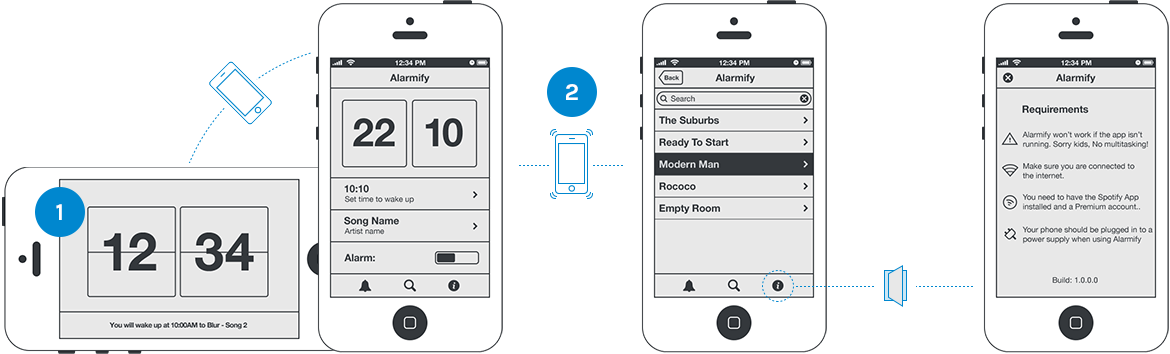 1
12 34
You will wake up at 10:00AM to Blur - Song 2
12:34 PM
Alarmify
22 10
10:10
Set time to wake up
Song Name
Artist name
Alarm:
2
12:34 PM
Back
Alarmify
Search
The Suburbs
Ready To Start
Modern Man
Rococo
Empty Room
12:34 PM
Alarmify
Requirements
Alarmify won't work if the app isn't
running. Sorry kids, No multitasking!
Make sure you are connected to
the internet.
You need to have the Spotify App
installed and a Premium account..
Your phone should be plugged in to a
power supply when using Alarmify
Build: 1.0.0.0